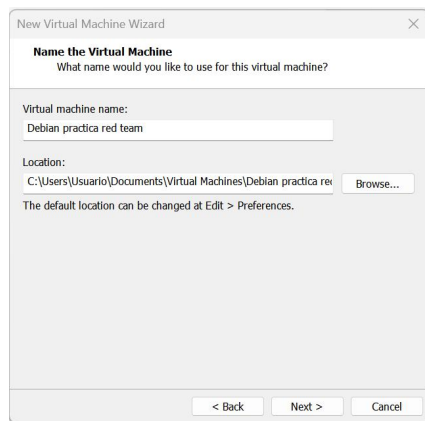 New Virtual Machine Wizard
Name the Virtual Machine
What name would you like to use for this virtual machine?
Virtual machine name:
Debian practica red team
Location:
C:\Users\Usuario\Documents\Virtual Machines\Debian practica rec
Browse...
The default location can be changed at Edit > Preferences.
< Back
Next >
Cancel